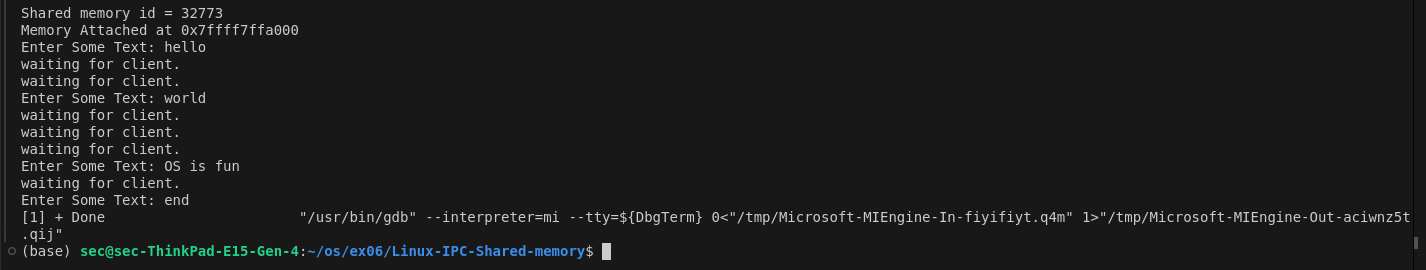 Shared memory id = 32773
Memory Attached at 0x7ffff7ffa000
Enter Some Text: hello
waiting for client.
waiting for client.
Enter Some Text: world
waiting for client.
waiting for client.
waiting for client.
Enter Some Text: OS is fun
waiting for client.
Enter Some Text: end
[1] + Done                       "/usr/bin/gdb" --interpreter=mi --tty=${DbgTerm} 0<"/tmp/Microsoft-MIEngine-In-fiyifiyt.q4m" 1>"/tmp/Microsoft-MIEngine-Out-aciwnz5t
.qij"
(base) sec@sec-ThinkPad-E15-Gen-4:~/os/ex06/Linux-IPC-Shared-memory$